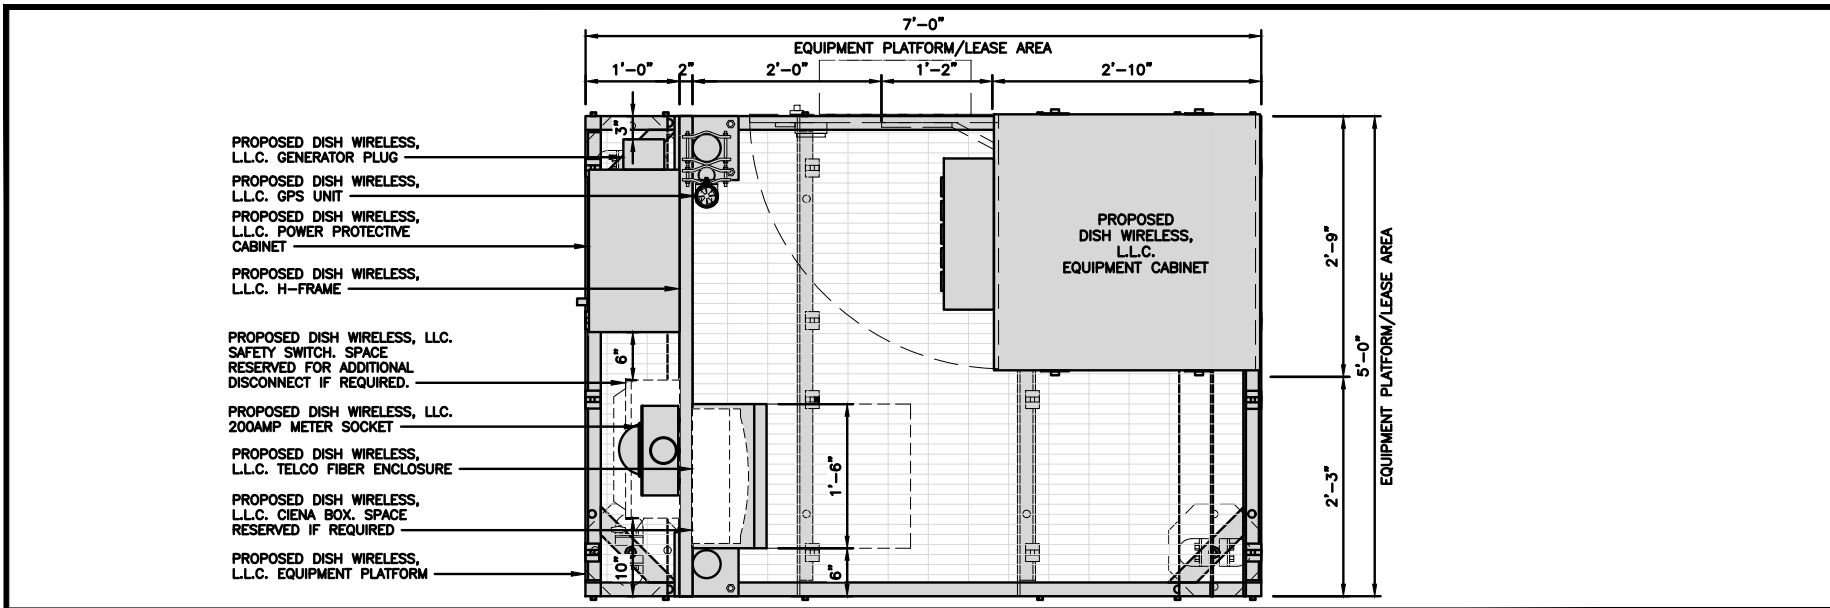 7'-0"
EQUIPMENT PLATFORM/LEASE AREA
1'-0"
2"
2'-0"
1'-2"
2'-10"
3"
PROPOSED DISH WIRELESS,
L.L.C. GENERATOR PLUG
PROPOSED DISH WIRELESS,
L.L.C. GPS UNIT
PROPOSED DISH WIRELESS,
L.L.C. POWER PROTECTIVE
CABINET
PROPOSED DISH WIRELESS,
L.L.C. H-FRAME
PROPOSED DISH WIRELESS, LLC.
SAFETY SWITCH. SPACE
RESERVED FOR ADDITIONAL
DISCONNECT IF REQUIRED.
PROPOSED DISH WIRELESS, LLC.
200AMP METER SOCKET
PROPOSED DISH WIRELESS,
L.L.C. TELCO FIBER ENCLOSURE
PROPOSED DISH WIRELESS,
L.L.C. CIENA BOX. SPACE
RESERVED IF REQUIRED
PROPOSED DISH WIRELESS,
L.L.C. EQUIPMENT PLATFORM
6"
10"
1'-6"
6"
PROPOSED
DISH WIRELESS,
L.L.C.
EQUIPMENT CABINET
2'-9"
2'-3"
5'-0"
EQUIPMENT PLATFORM/LEASE AREA